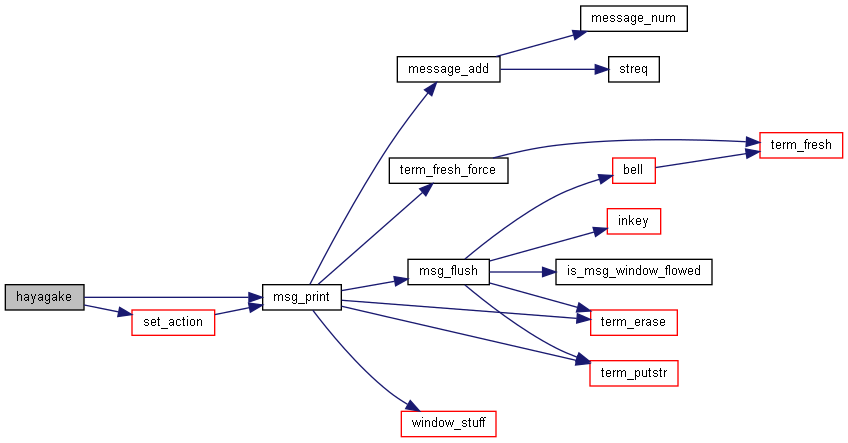 message_num
message_add
streq
term_fresh
term_fresh_force
bell
inkey
msg_flush
is_msg_window_flowed
hayagake
msg_print
set_action
term_erase
term_putstr
window_stuff